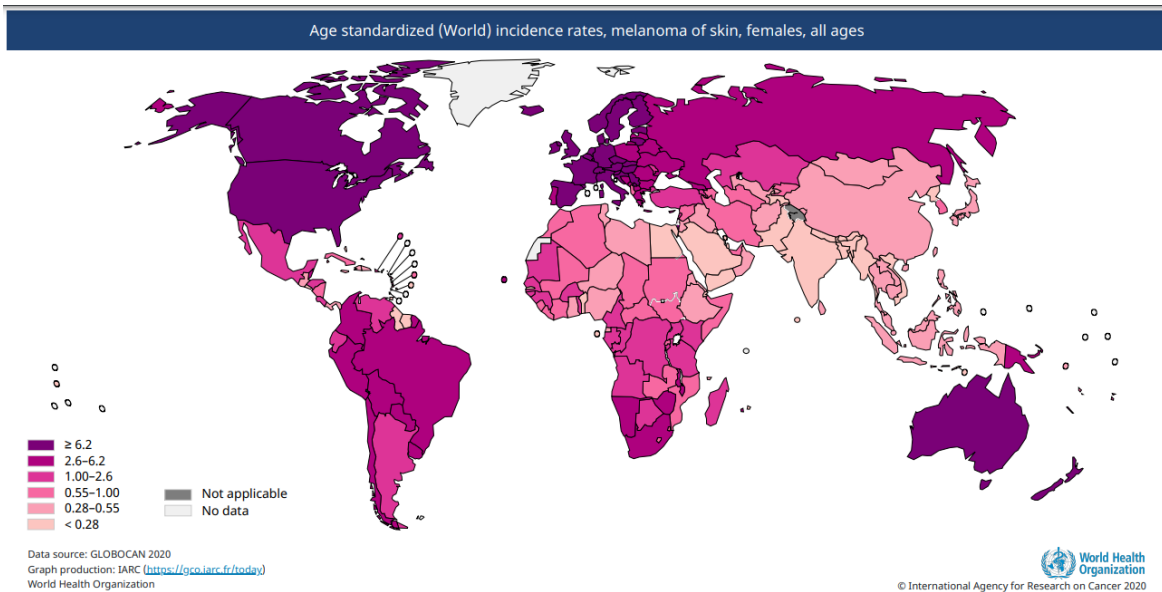 Age standardized (World) incidence rates, melanoma of skin, females, all ages
≥ 6.2
2.6–6.2
1.00–2.6
0.55–1.00
0.28–0.55
< 0.28
Not applicable
No data
Data source: GLOBOCAN 2020
Graph production: IARC (https://gco.iarc.fr/today)
World Health Organization
World Health
Organization
© International Agency for Research on Cancer 2020